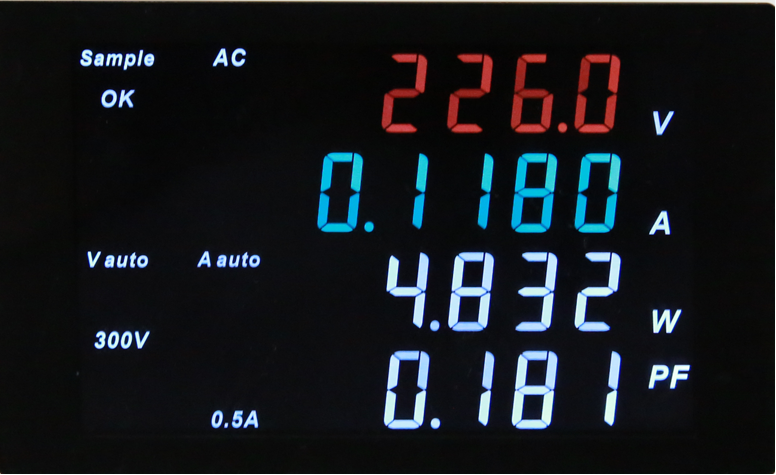 Sample AC 226.0 V
OK
0.1180 A
V auto A auto 4.832 W
300V
0.181 PF
0.5A